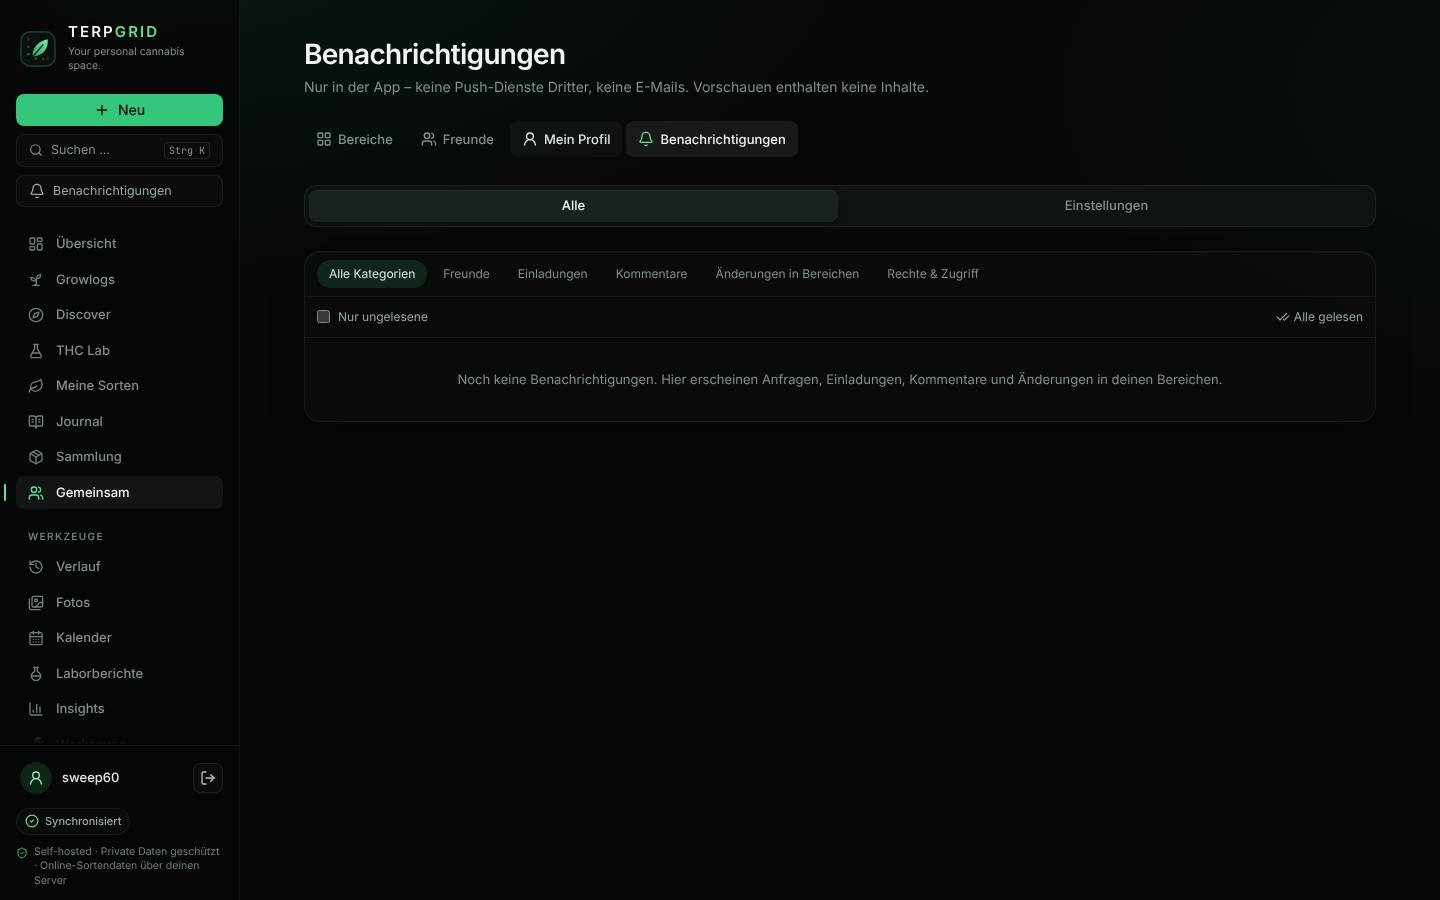 TERPGRID
Your personal cannabis
space.
Neu
Suchen ...
Strg K
Benachrichtigungen
Übersicht
Growlogs
Discover
THC Lab
Meine Sorten
Journal
Sammlung
Gemeinsam
WERKZEUGE
Verlauf
Fotos
Kalender
Laborberichte
Insights
sweep60
Synchronisiert
Self-hosted · Private Daten geschützt
· Online-Sortendaten über deinen
Server
Benachrichtigungen
Nur in der App – keine Push-Dienste Dritter, keine E-Mails. Vorschauen enthalten keine Inhalte.
Bereiche Freunde Mein Profil Benachrichtigungen
Alle Einstellungen
Alle Kategorien Freunde Einladungen Kommentare Änderungen in Bereichen Rechte & Zugriff
Nur ungelesene Alle gelesen
Noch keine Benachrichtigungen. Hier erscheinen Anfragen, Einladungen, Kommentare und Änderungen in deinen Bereichen.